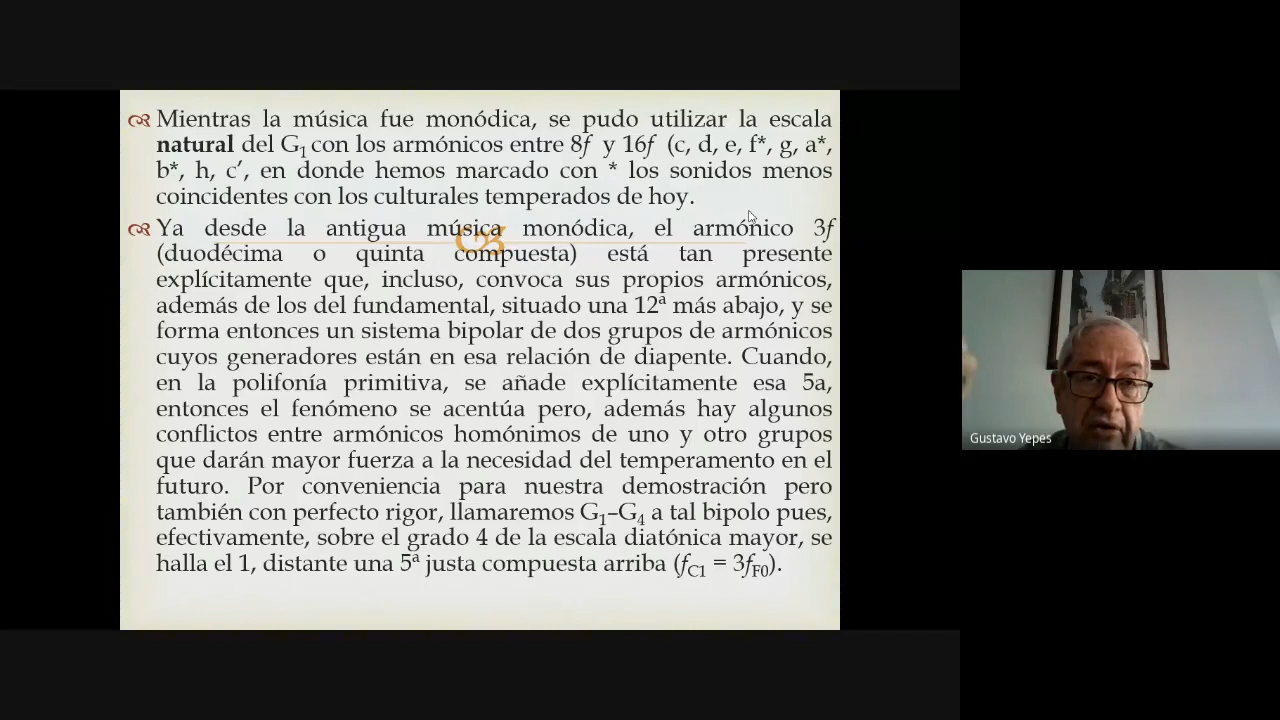 Mientras la música fue monódica, se pudo utilizar la escala
natural del G1 con los armónicos entre 8f y 16f (c, d, e, f*, g, a*,
b*, h, c’, en donde hemos marcado con * los sonidos menos
coincidentes con los culturales temperados de hoy.
Ya desde la antigua música monódica, el armónico 3f
(duodécima o quinta compuesta) está tan presente
explícitamente que, incluso, convoca sus propios armónicos,
además de los del fundamental, situado una 12ª más abajo, y se
forma entonces un sistema bipolar de dos grupos de armónicos
cuyos generadores están en esa relación de diapente. Cuando,
en la polifonía primitiva, se añade explícitamente esa 5a,
entonces el fenómeno se acentúa pero, además hay algunos
conflictos entre armónicos homónimos de uno y otro grupos
que darán mayor fuerza a la necesidad del temperamento en el
futuro. Por conveniencia para nuestra demostración pero
también con perfecto rigor, llamaremos G1–G4 a tal bipolo pues,
efectivamente, sobre el grado 4 de la escala diatónica mayor, se
halla el 1, distante una 5ª justa compuesta arriba (fC1 = 3fF0).
Gustavo Yepes